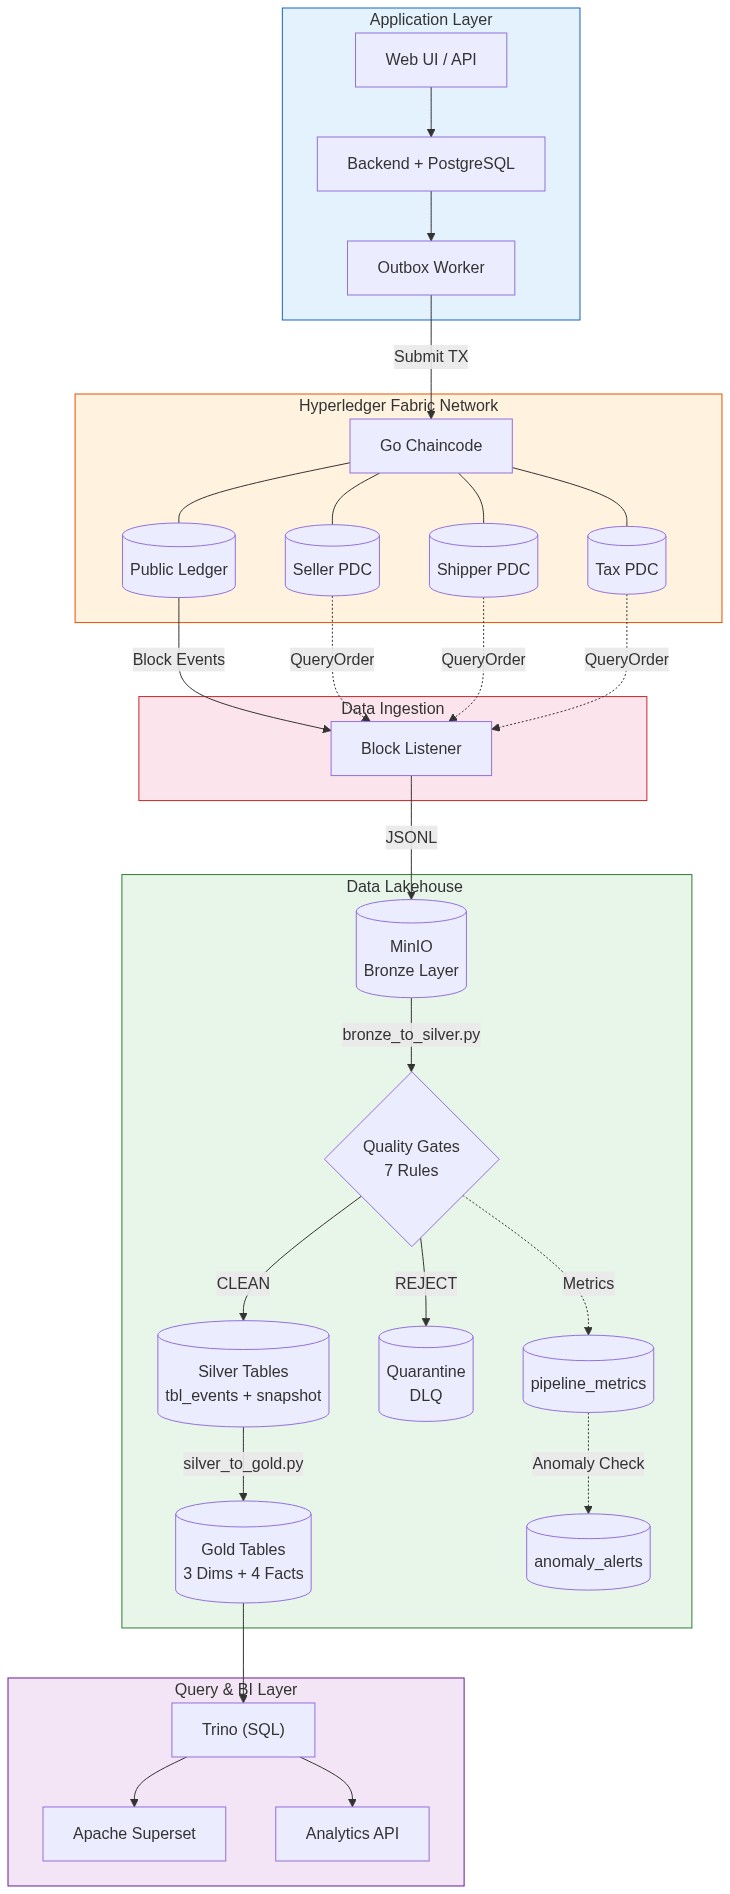 Application Layer
Web UI / API
Backend + PostgreSQL
Outbox Worker
Submit TX
Hyperledger Fabric Network
Go Chaincode
Public Ledger
Seller PDC
Shipper PDC
Tax PDC
Block Events
QueryOrder
QueryOrder
QueryOrder
Data Ingestion
Block Listener
JSONL
Data Lakehouse
MinIO
Bronze Layer
bronze_to_silver.py
Quality Gates
7 Rules
CLEAN
REJECT
Metrics
Silver Tables
tbl_events + snapshot
Quarantine
DLQ
pipeline_metrics
silver_to_gold.py
Anomaly Check
Gold Tables
3 Dims + 4 Facts
anomaly_alerts
Query & BI Layer
Trino (SQL)
Apache Superset
Analytics API